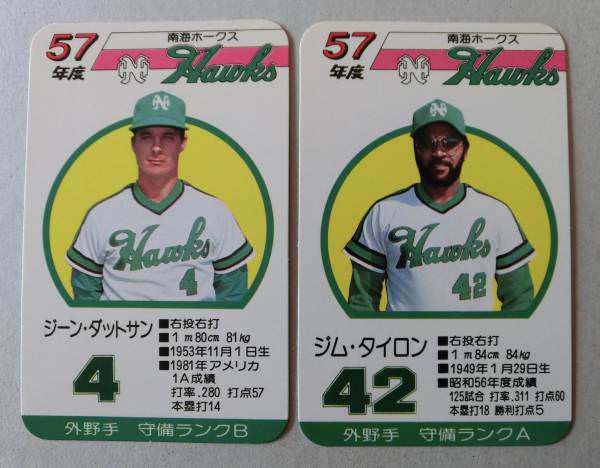 57
年度
南海ホークス
NH
Hawks
NH
Hawks
4
ジーン・ダットサン
4
■右投右打
■1m80cm 81kg
■1953年11月1日生
■1981年アメリカ
1A成績
打率.280 打点57
本塁打14
外野手 守備ランクB
57
年度
南海ホークス
NH
Hawks
NH
Hawks
42
ジム・タイロン
42
■右投右打
■1m84cm 84kg
■1949年1月29日生
■昭和56年度成績
125試合 打率.311 打点60
本塁打18 勝利打点5
外野手 守備ランクA